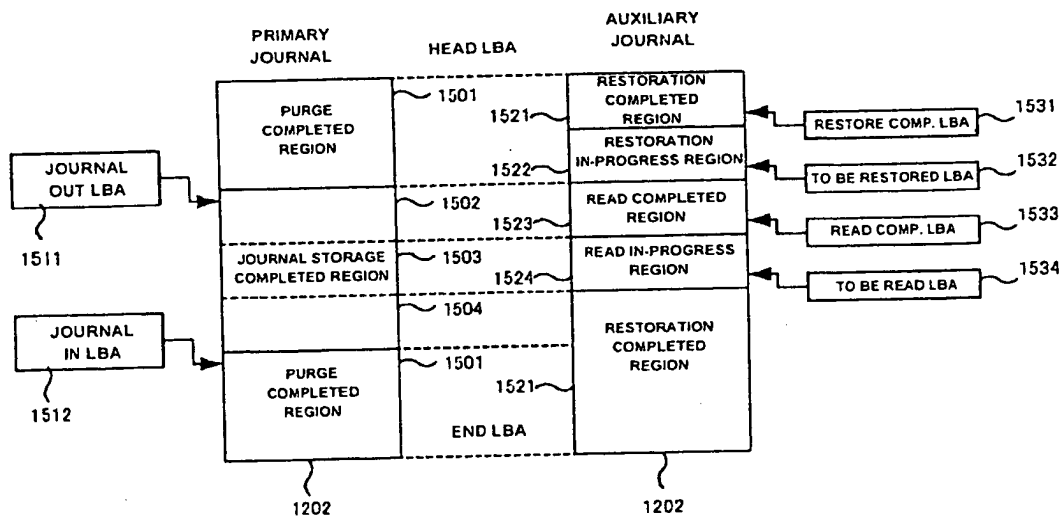 PRIMARY
JOURNAL
HEAD LBA
AUXILIARY
JOURNAL
PURGE
COMPLETED
REGION
1501
RESTORATION
COMPLETED
REGION
1521
RESTORE COMP. LBA
1531
RESTORATION
IN-PROGRESS REGION
1522
TO BE RESTORED LBA
1532
JOURNAL
OUT LBA
1511
1502
READ COMPLETED
REGION
1523
READ COMP. LBA
1533
JOURNAL STORAGE
COMPLETED REGION
1503
READ IN-PROGRESS
REGION
1524
TO BE READ LBA
1534
1504
JOURNAL
IN LBA
1512
RESTORATION
COMPLETED
REGION
1521
PURGE
COMPLETED
REGION
1501
END LBA
1202
1202